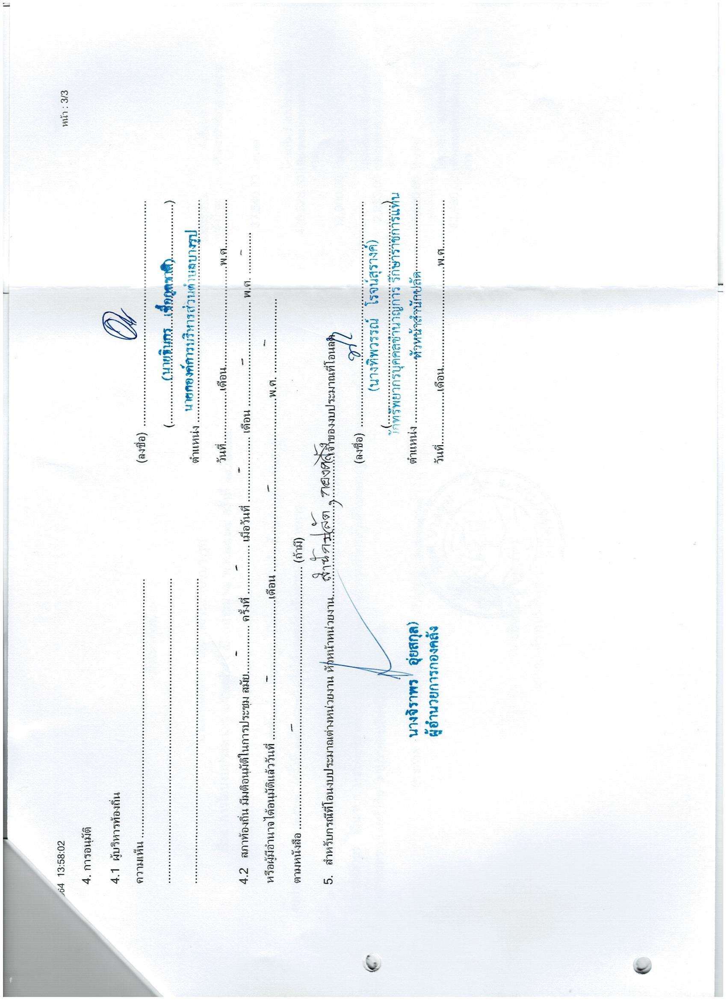 หน้า : 3/3
64 13:58:02
4. การอนุมัติ
4.1 ผู้บริหารท้องถิ่น
ความเห็น ........................................ (ลงชื่อ) ........................................
(นายธินกร เชื้อภูตชาติ)
นายกองค์การบริหารส่วนตำบลบางรูป
ตำแหน่ง ........................................
วันที่....................เดือน....................พ.ศ....................
4.2 สภาท้องถิ่น มีมติอนุมัติในการประชุม สมัย..........-.......... ครั้งที่ ..........-.......... เมื่อวันที่ ..........-.......... เดือน ..........-.......... พ.ศ. ..........-..........
หรือผู้มีอำนาจได้อนุมัติแล้ววันที่ ..........-..........เดือน ..........-..........พ.ศ. ..........-..........
ตามหนังสือ ..........-.......... (ถ้ามี)
5. สำหรับกรณีที่โอนงบประมาณต่างหน่วยงาน หัวหน้าหน่วยงาน.....สำนักปลัด , กองคลัง.....เจ้าของงบประมาณที่โอนลด
(ลงชื่อ) ........................................
(นางทิพวรรณ์ โรจน์สุรางค์)
(........................................)
นักทรัพยากรบุคคลชำนาญการ รักษาราชการแทน
ตำแหน่ง ..........หัวหน้าสำนักปลัด..........
วันที่....................เดือน....................พ.ศ....................
นางจิราพร อุ่ยสกุล)
ผู้อำนวยการกองคลัง